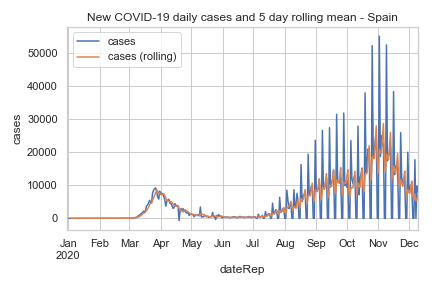 New COVID-19 daily cases and 5 day rolling mean - Spain
cases
cases (rolling)
50000
40000
30000
20000
10000
0
cases
Jan Feb Mar Apr May Jun Jul Aug Sep Oct Nov Dec
2020
dateRep